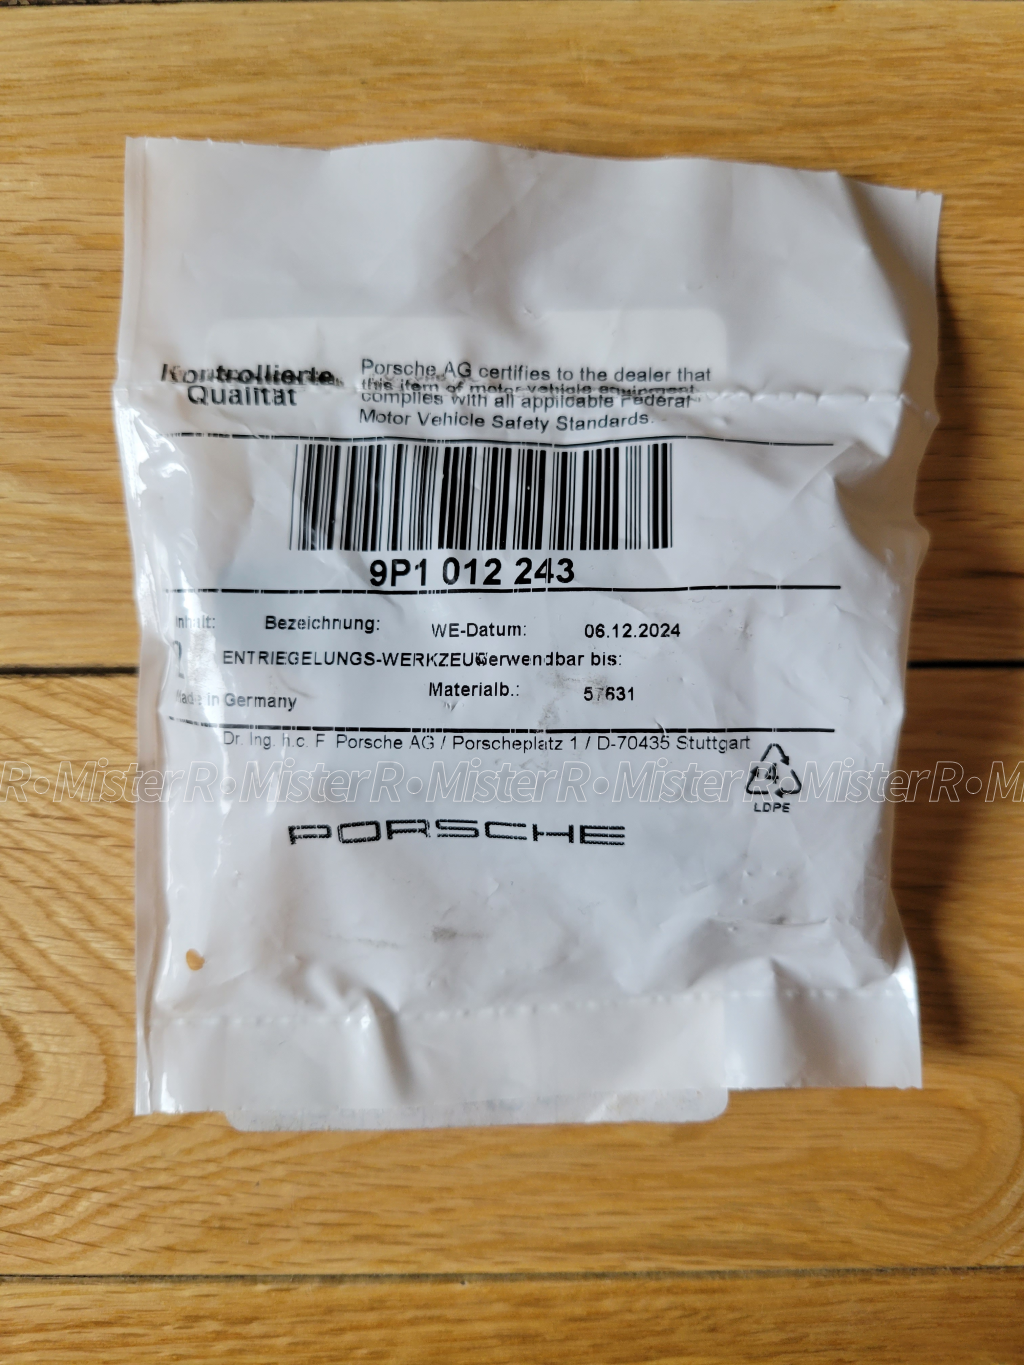 Kontrollierte
Qualität
Porsche AG certifies to the dealer that
this item of motor vehicle equipment
complies with all applicable Federal
Motor Vehicle Safety Standards.
9P1 012 243
Inhalt: Bezeichnung: WE-Datum: 06.12.2024
ENTRIEGELUNGS-WERKZEUG Verwendbar bis:
Materialb.: 57631
Made in Germany
Dr. Ing. h.c. F Porsche AG / Porscheplatz 1 / D-70435 Stuttgart
R • Mister R • Mister R • Mister R • Mister R • M
LDPE
PORSCHE